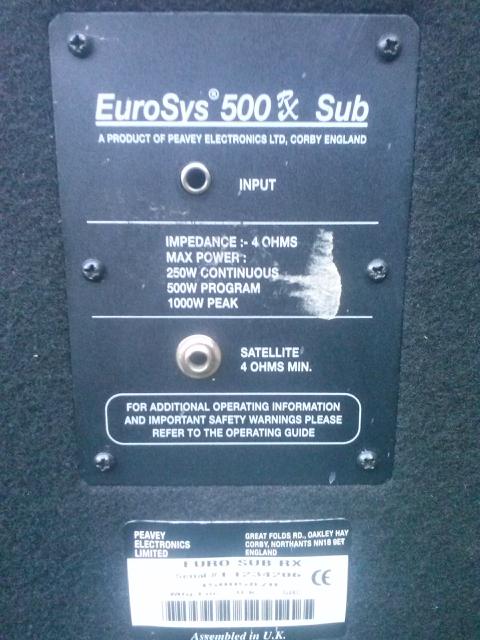 EuroSys® 500 Rx Sub
A PRODUCT OF PEAVEY ELECTRONICS LTD, CORBY ENGLAND
INPUT
IMPEDANCE :- 4 OHMS
MAX POWER :
250W CONTINUOUS
500W PROGRAM
1000W PEAK
SATELLITE
4 OHMS MIN.
FOR ADDITIONAL OPERATING INFORMATION
AND IMPORTANT SAFETY WARNINGS PLEASE
REFER TO THE OPERATING GUIDE
PEAVEY
ELECTRONICS
LIMITED
GREAT FOLDS RD., OAKLEY HAY
CORBY, NORTHANTS NN18 9ET
ENGLAND
EURO SUB RX
Serial #
CE
Assembled in U.K.